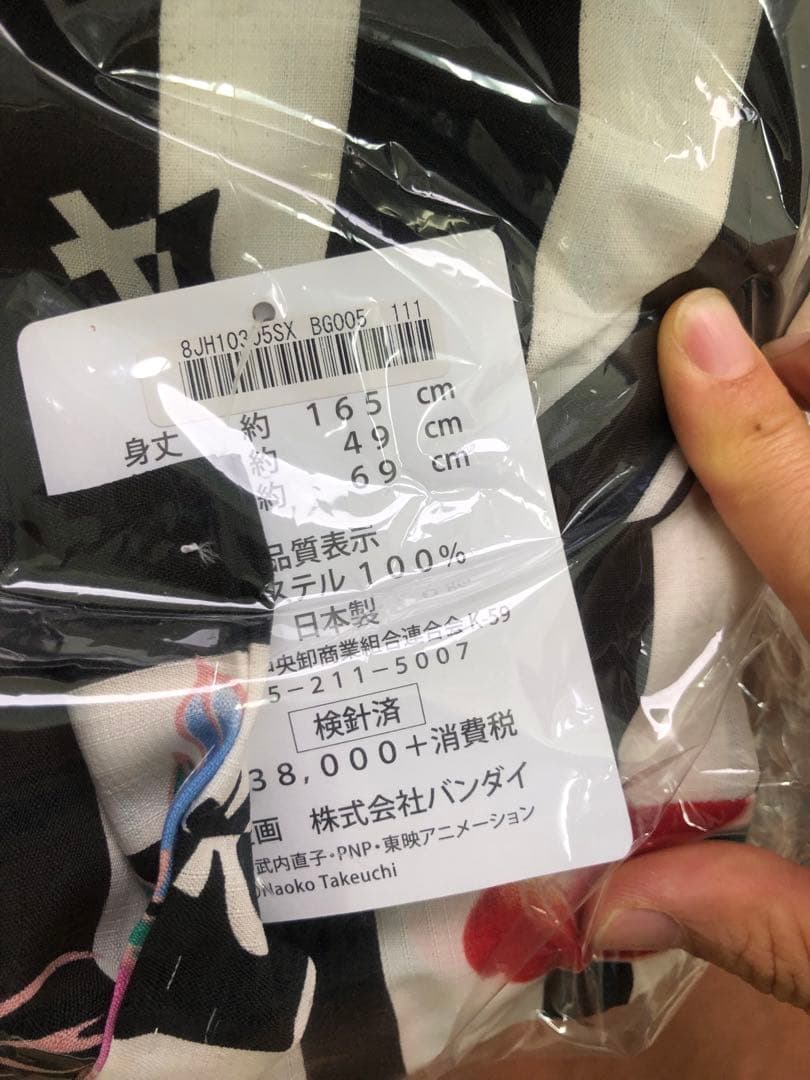 8JH10305SX BG005 111
身丈 約 165 cm
約 49 cm
約 69 cm
品質表示
ステル 100%
日本製
中央卸商業組合連合会 K-59
5-211-5007
検針済
38,000+消費税
画 株式会社バンダイ
武内直子・PNP・東映アニメーション
©Naoko Takeuchi